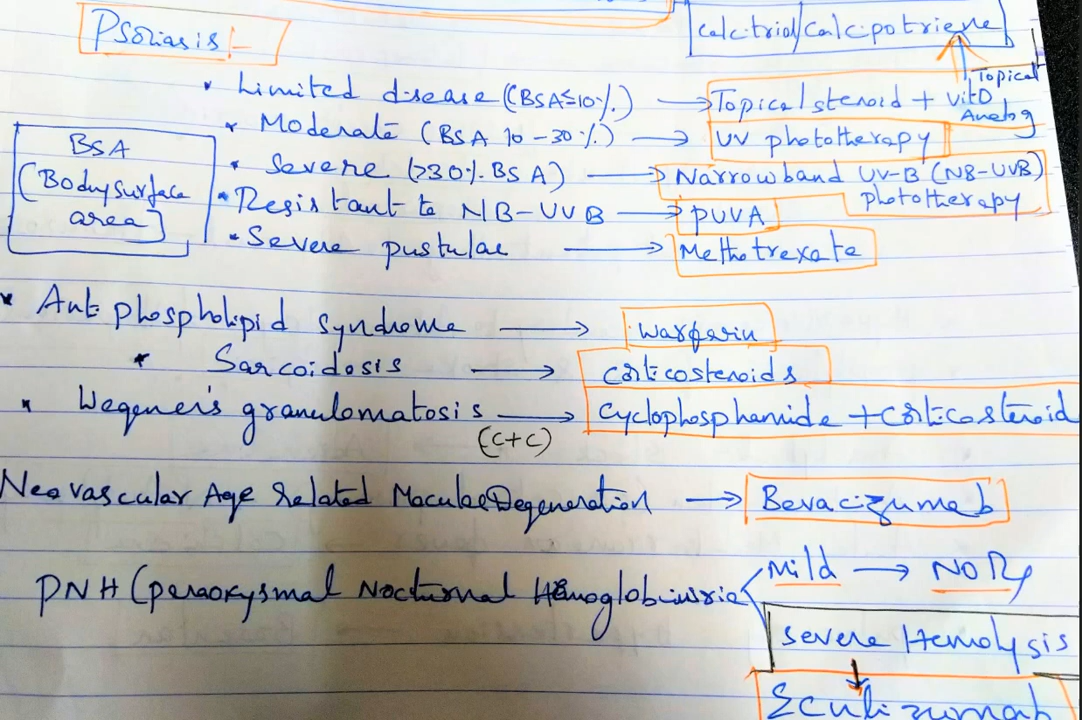 Psoriasis :-
calcitriol/calcipotriene
• Limited disease (BSA≤10%) → Topical steroid + VitD Analog
Topical
* Moderate (BSA 10-30%) → UV phototherapy
BSA
(Body surface
area)
* Severe (>30% BSA) → Narrowband UV-B (NB-UVB)
phototherapy
• Resistant to NB-UVB → PUVA
• Severe pustular → Methotrexate
* Anti phospholipid syndrome → warfarin
* Sarcoidosis → corticosteroids
* Wegener's granulomatosis → cyclophosphamide + corticosteroid
(C+C)
Neovascular Age related Macular Degeneration → Bevacizumab
PNH (paroxysmal Nocturnal Hemoglobinuria
Mild → NO Rx
severe Hemolysis
Eculizumab